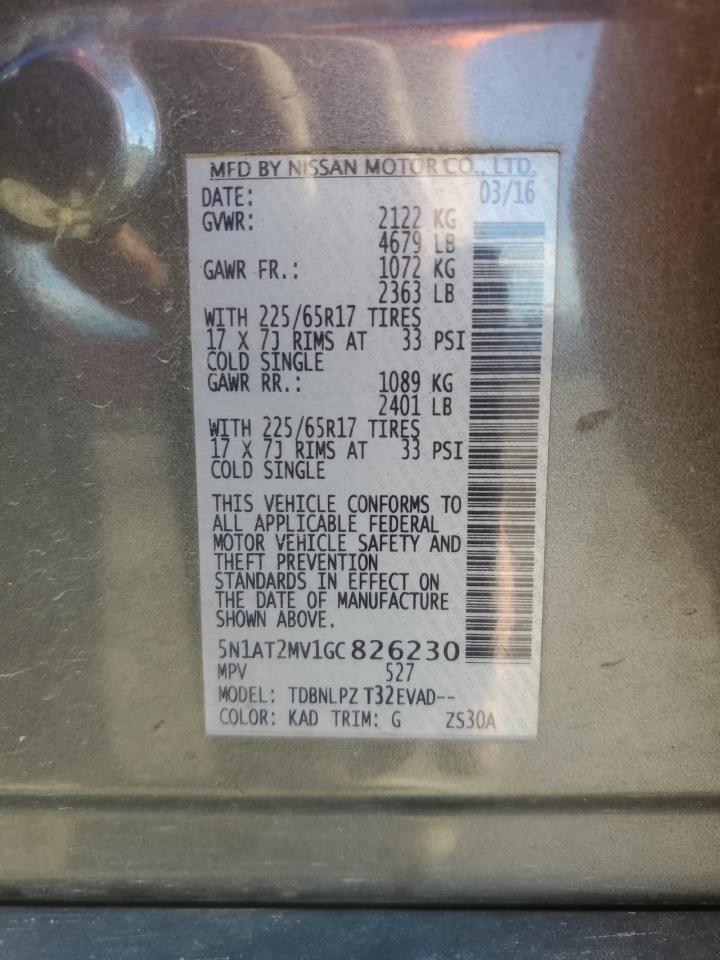 MFD BY NISSAN MOTOR CO., LTD.
DATE: 03/16
GVWR: 2122 KG
4679 LB
GAWR FR.: 1072 KG
2363 LB
WITH 225/65R17 TIRES
17 X 7J RIMS AT 33 PSI
COLD SINGLE
GAWR RR.: 1089 KG
2401 LB
WITH 225/65R17 TIRES
17 X 7J RIMS AT 33 PSI
COLD SINGLE
THIS VEHICLE CONFORMS TO
ALL APPLICABLE FEDERAL
MOTOR VEHICLE SAFETY AND
THEFT PREVENTION
STANDARDS IN EFFECT ON
THE DATE OF MANUFACTURE
SHOWN ABOVE.
5N1AT2MV1GC826230
MPV 527
MODEL: TDBNLPZ T32EVAD--
COLOR: KAD TRIM: G ZS30A